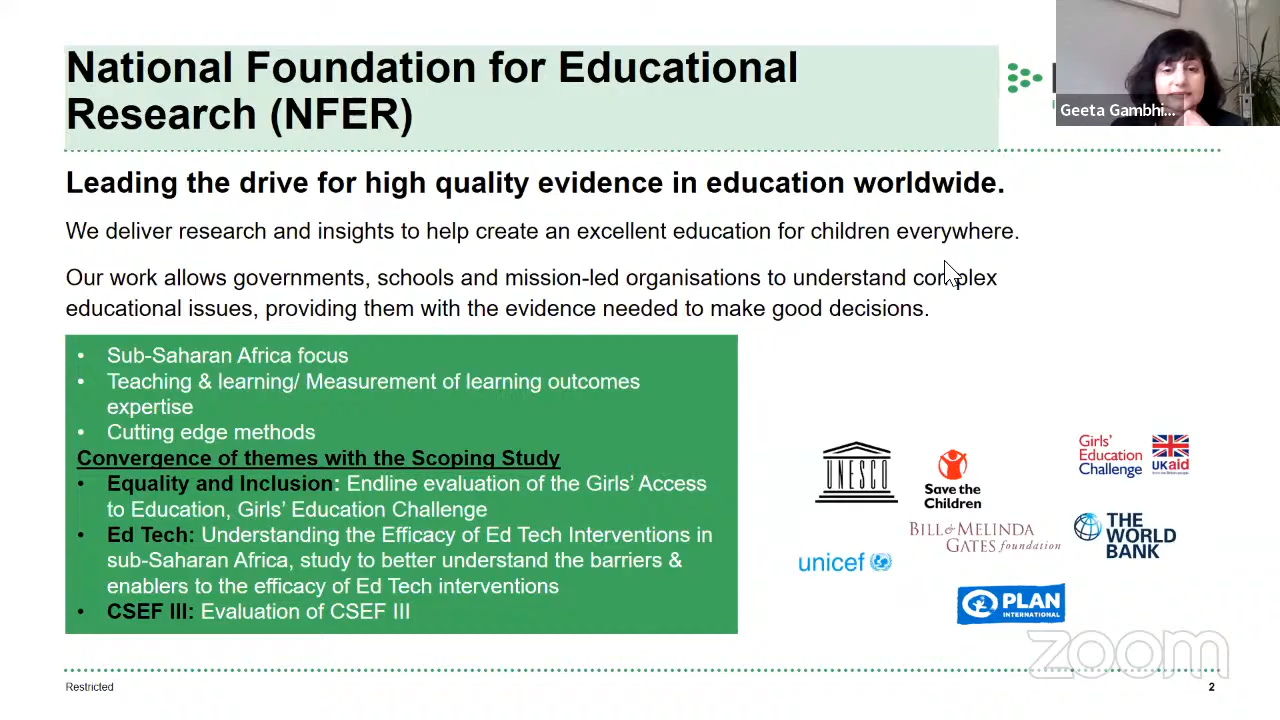 National Foundation for Educational
Research (NFER)
Geeta Gambhi...
Leading the drive for high quality evidence in education worldwide.
We deliver research and insights to help create an excellent education for children everywhere.
Our work allows governments, schools and mission-led organisations to understand complex
educational issues, providing them with the evidence needed to make good decisions.
• Sub-Saharan Africa focus
• Teaching & learning/ Measurement of learning outcomes
expertise
• Cutting edge methods
Convergence of themes with the Scoping Study
• Equality and Inclusion: Endline evaluation of the Girls' Access
to Education, Girls' Education Challenge
• Ed Tech: Understanding the Efficacy of Ed Tech Interventions in
sub-Saharan Africa, study to better understand the barriers &
enablers to the efficacy of Ed Tech interventions
• CSEF III: Evaluation of CSEF III
UNESCO
Save the
Children
Girls'
Education
Challenge
UKaid
BILL & MELINDA
GATES foundation
THE
WORLD
BANK
unicef
PLAN
INTERNATIONAL
zoom
Restricted
2